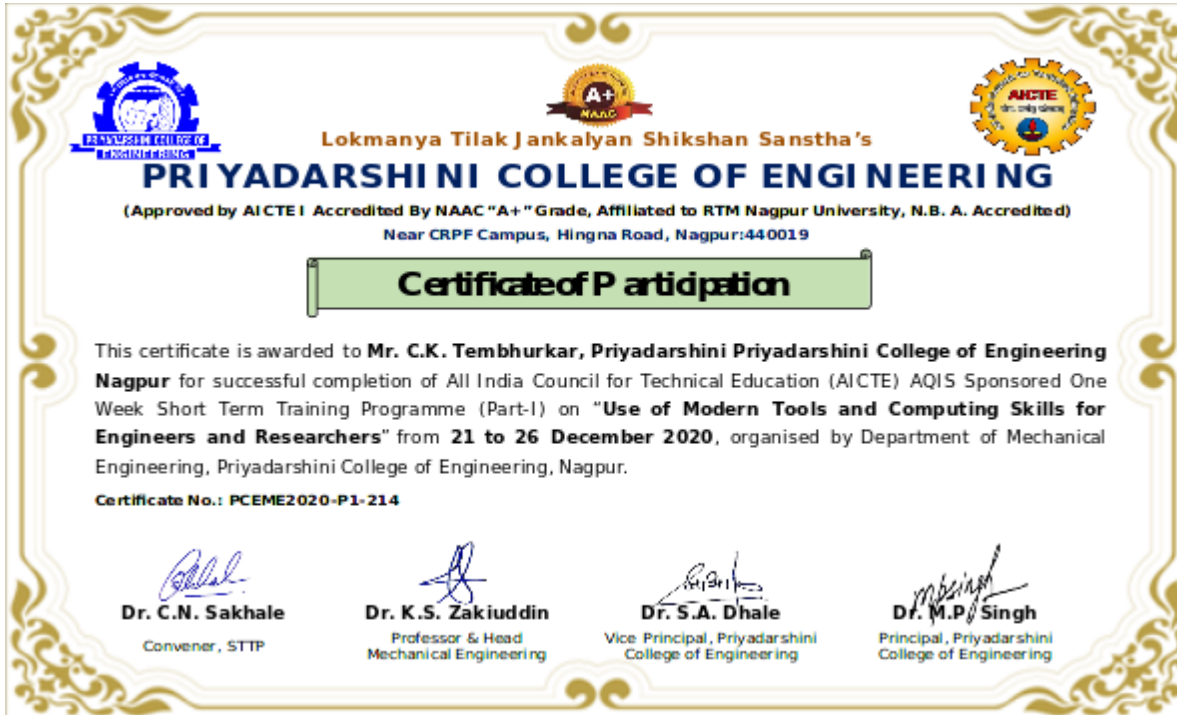 A+
NAAC
AICTE
PRIYADARSHINI COLLEGE OF
ENGINEERING
Lokmanya Tilak Jankalyan Shikshan Sanstha's
PRIYADARSHINI COLLEGE OF ENGINEERING
(Approved by AICTE I Accredited By NAAC “A+” Grade, Affiliated to RTM Nagpur University, N.B. A. Accredited)
Near CRPF Campus, Hingna Road, Nagpur:440019
Certificate of Participation
This certificate is awarded to Mr. C.K. Tembhurkar, Priyadarshini Priyadarshini College of Engineering
Nagpur for successful completion of All India Council for Technical Education (AICTE) AQIS Sponsored One
Week Short Term Training Programme (Part-I) on “Use of Modern Tools and Computing Skills for
Engineers and Researchers” from 21 to 26 December 2020, organised by Department of Mechanical
Engineering, Priyadarshini College of Engineering, Nagpur.
Certificate No.: PCEME2020-P1-214
Dr. C.N. Sakhale
Convener, STTP
Dr. K.S. Zakiuddin
Professor & Head
Mechanical Engineering
Dr. S.A. Dhale
Vice Principal, Priyadarshini
College of Engineering
Dr. M.P. Singh
Principal, Priyadarshini
College of Engineering